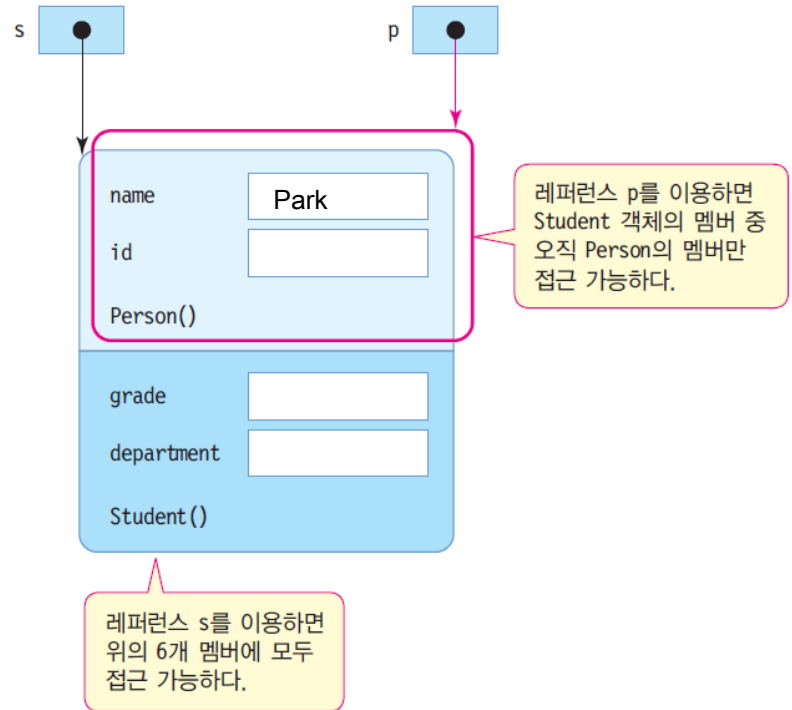 s
p
name
Park
id
Person()
레퍼런스 p를 이용하면
Student 객체의 멤버 중
오직 Person의 멤버만
접근 가능하다.
grade
department
Student()
레퍼런스 s를 이용하면
위의 6개 멤버에 모두
접근 가능하다.